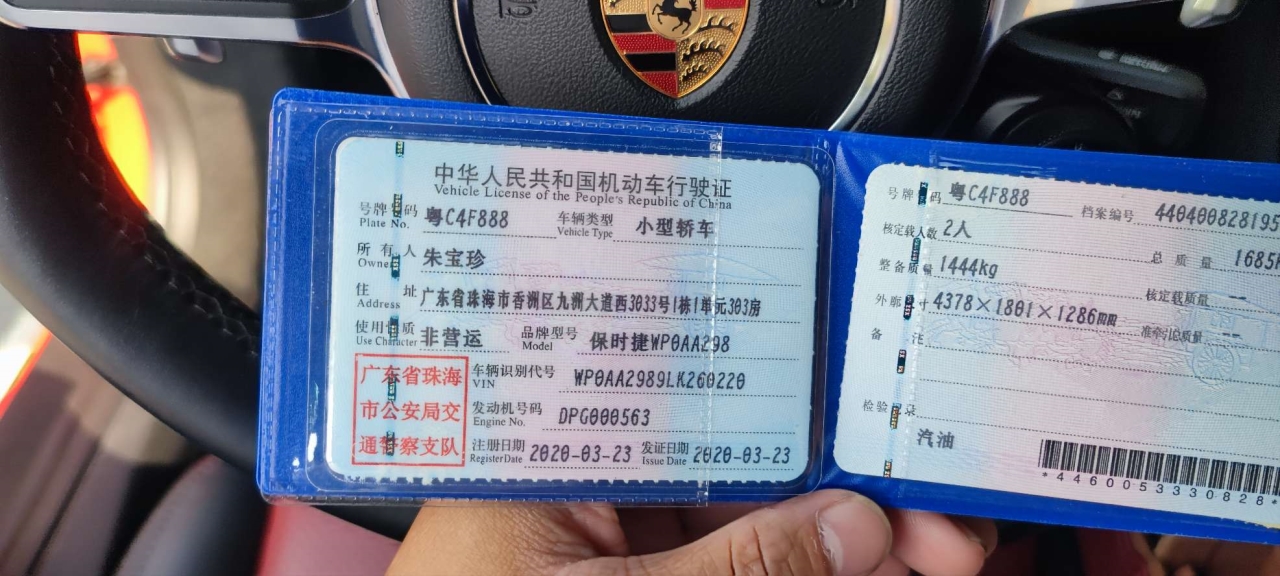 中华人民共和国机动车行驶证
Vehicle License of the People's Republic of China
号牌号码 粤C4F888 车辆类型 小型轿车
Plate No. Vehicle Type
所有人 朱宝珍
Owner
住址 广东省珠海市香洲区九洲大道西3033号1栋1单元303房
Address
使用性质 非营运 品牌型号 保时捷WP0AA298
Use Character Model
广东省珠海
市公安局交
通警察支队
车辆识别代号 WP0AA2989LK260220
VIN
发动机号码 DPG000563
Engine No.
注册日期 2020-03-23 发证日期 2020-03-23
Register Date Issue Date
号牌号码 粤C4F888 档案编号 440400828195
核定载人数 2人 总质量 1685
整备质量 1444kg 核定载质量 --
外廓尺寸 4378×1801×1286mm 准牵引总质量 --
备注
检验记录
汽油
*4460053330828*